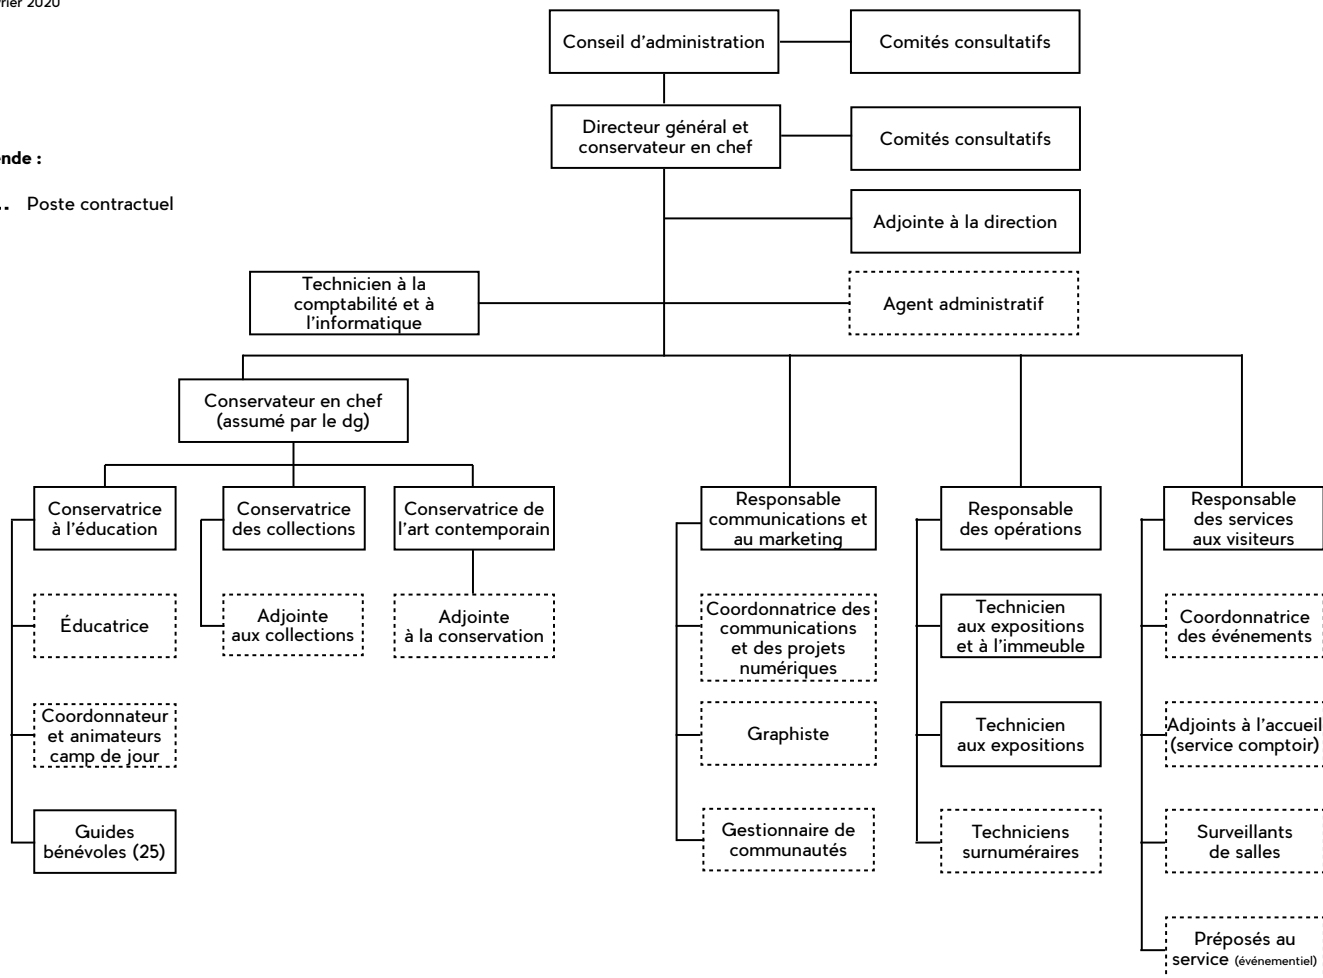 2020
Conseil d'administration
Comités consultatifs
Directeur général et
conservateur en chef
Comités consultatifs
:
... Poste contractuel
Adjointe à la direction
Technicien à la
comptabilité et à
l'informatique
Agent administratif
Conservateur en chef
(assumé par le dg)
Conservatrice
à l'éducation
Conservatrice
des collections
Conservatrice de
l'art contemporain
Responsable
communications et
au marketing
Responsable
des opérations
Responsable
des services
aux visiteurs
Éducatrice
Adjointe
aux collections
Adjointe
à la conservation
Coordonnatrice des
communications
et des projets
numériques
Technicien
aux expositions
et à l'immeuble
Coordonnatrice
des événements
Coordonnateur
et animateurs
camp de jour
Graphiste
Technicien
aux expositions
Adjoints à l'accueil
(service comptoir)
Guides
bénévoles (25)
Gestionnaire de
communautés
Techniciens
surnuméraires
Surveillants
de salles
Préposés au
service (événementiel)